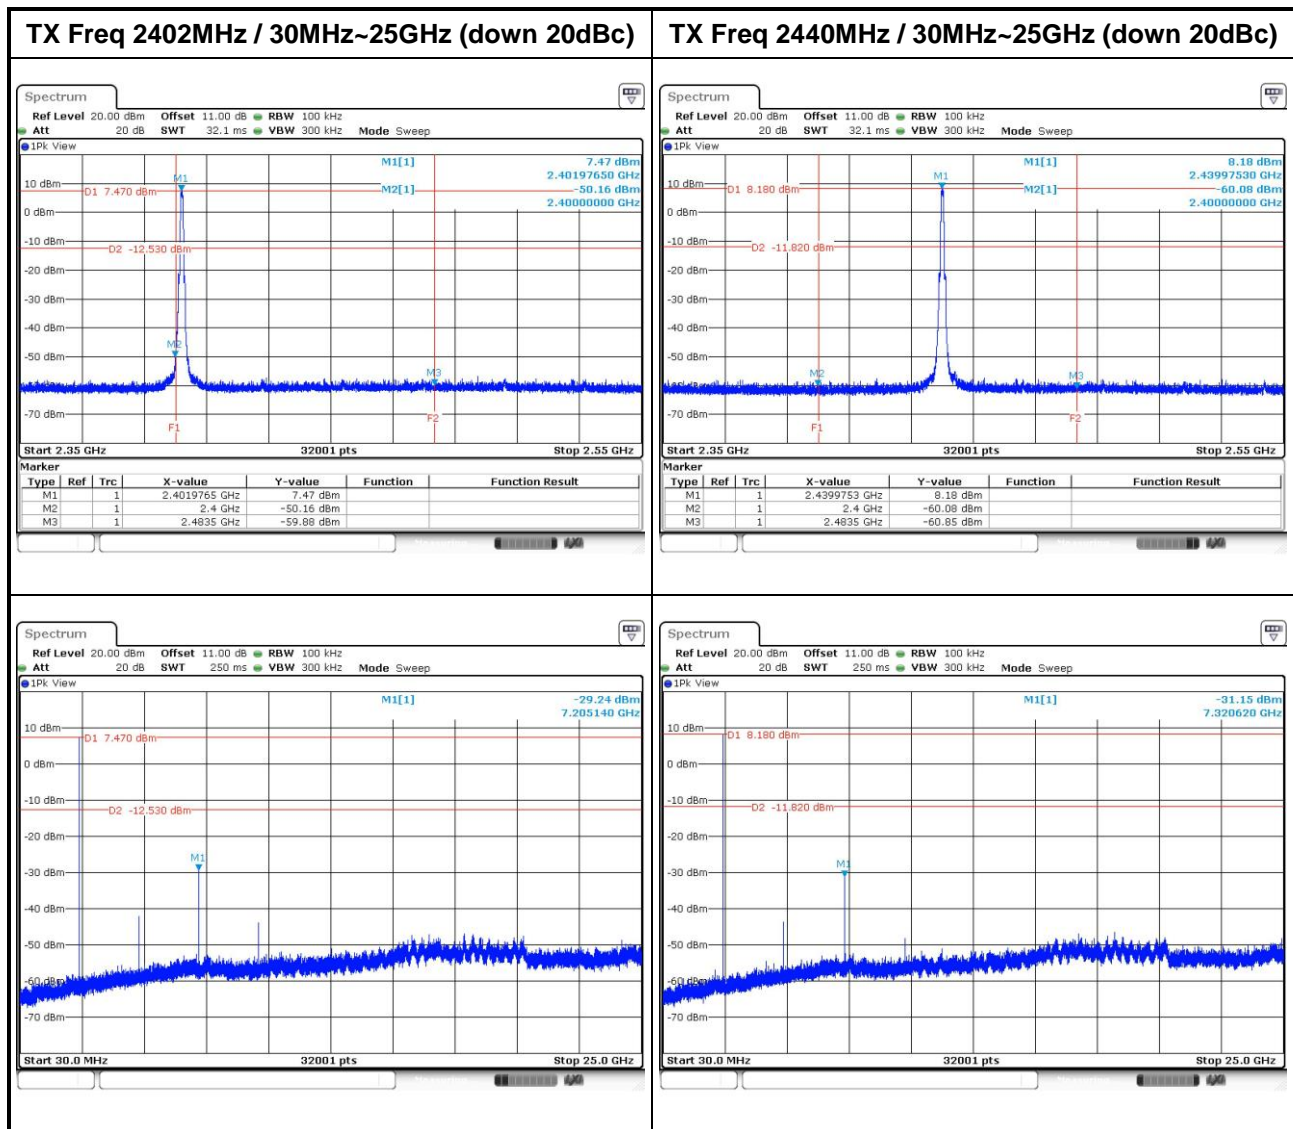 TX Freq 2402MHz / 30MHz~25GHz (down 20dBc)
TX Freq 2440MHz / 30MHz~25GHz (down 20dBc)
Spectrum
Ref Level 20.00 dBm Offset 11.00 dB RBW 100 kHz
Att 20 dB SWT 32.1 ms VBW 300 kHz Mode Sweep
1Pk View
M1[1] 7.47 dBm
2.40197650 GHz
M2[1] -50.16 dBm
2.40000000 GHz
M1
10 dBm
D1 7.470 dBm
0 dBm
-10 dBm
D2 -12.530 dBm
-20 dBm
-30 dBm
-40 dBm
M2
-50 dBm
M3
-70 dBm
F1
F2
Start 2.35 GHz 32001 pts Stop 2.55 GHz
Marker
Type Ref Trc X-value Y-value Function Function Result
M1 1 2.4019765 GHz 7.47 dBm
M2 1 2.4 GHz -50.16 dBm
M3 1 2.4835 GHz -59.88 dBm
Spectrum
Ref Level 20.00 dBm Offset 11.00 dB RBW 100 kHz
Att 20 dB SWT 32.1 ms VBW 300 kHz Mode Sweep
1Pk View
M1[1] 8.18 dBm
2.43997530 GHz
M2[1] -60.08 dBm
2.40000000 GHz
M1
10 dBm
D1 8.180 dBm
0 dBm
-10 dBm
D2 -11.820 dBm
-20 dBm
-30 dBm
-40 dBm
-50 dBm
M2
M3
-70 dBm
F1
F2
Start 2.35 GHz 32001 pts Stop 2.55 GHz
Marker
Type Ref Trc X-value Y-value Function Function Result
M1 1 2.4399753 GHz 8.18 dBm
M2 1 2.4 GHz -60.08 dBm
M3 1 2.4835 GHz -60.85 dBm
Spectrum
Ref Level 20.00 dBm Offset 11.00 dB RBW 100 kHz
Att 20 dB SWT 250 ms VBW 300 kHz Mode Sweep
1Pk View
M1[1] -29.24 dBm
7.205140 GHz
10 dBm
D1 7.470 dBm
0 dBm
-10 dBm
D2 -12.530 dBm
-20 dBm
M1
-30 dBm
-40 dBm
-50 dBm
-60 dBm
-70 dBm
Start 30.0 MHz 32001 pts Stop 25.0 GHz
Spectrum
Ref Level 20.00 dBm Offset 11.00 dB RBW 100 kHz
Att 20 dB SWT 250 ms VBW 300 kHz Mode Sweep
1Pk View
M1[1] -31.15 dBm
7.320620 GHz
10 dBm
D1 8.180 dBm
0 dBm
-10 dBm
D2 -11.820 dBm
-20 dBm
M1
-30 dBm
-40 dBm
-50 dBm
-60 dBm
-70 dBm
Start 30.0 MHz 32001 pts Stop 25.0 GHz